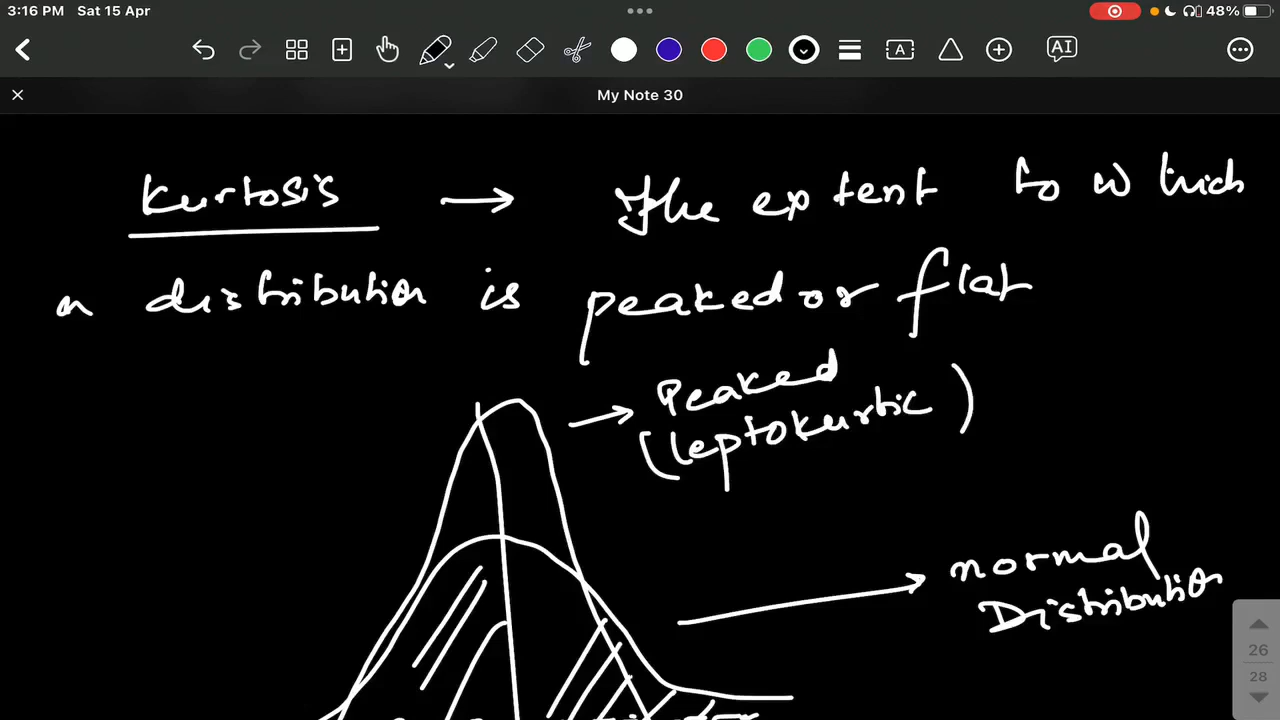 3:16 PM Sat 15 Apr
48%
A
AI
My Note 30
Kurtosis → The extent to which
a distribution is peaked or flat
→ Peaked
(leptokurtic)
→ normal
Distribution
26
28